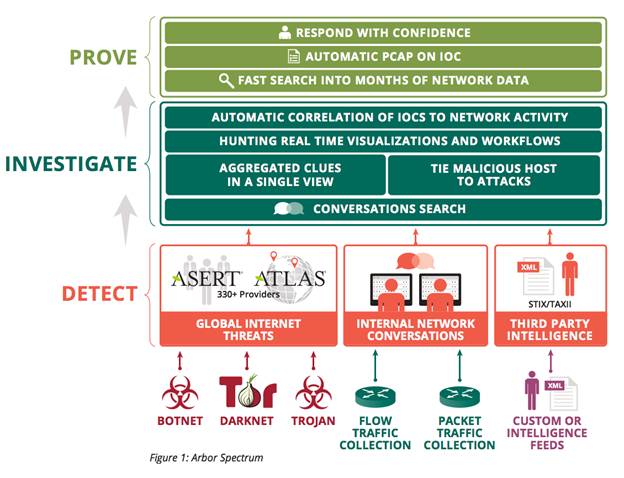 PROVE
RESPOND WITH CONFIDENCE
AUTOMATIC PCAP ON IOC
FAST SEARCH INTO MONTHS OF NETWORK DATA
INVESTIGATE
AUTOMATIC CORRELATION OF IOCS TO NETWORK ACTIVITY
HUNTING REAL TIME VISUALIZATIONS AND WORKFLOWS
AGGREGATED CLUES
IN A SINGLE VIEW
TIE MALICIOUS HOST
TO ATTACKS
CONVERSATIONS SEARCH
DETECT
ASERT ATLAS
330+ Providers
GLOBAL INTERNET
THREATS
INTERNAL NETWORK
CONVERSATIONS
XML
STIX/TAXII
THIRD PARTY
INTELLIGENCE
BOTNET
Tor
DARKNET
TROJAN
FLOW
TRAFFIC
COLLECTION
PACKET
TRAFFIC
COLLECTION
XML
CUSTOM OR
INTELLIGENCE
FEEDS
Figure 1: Arbor Spectrum